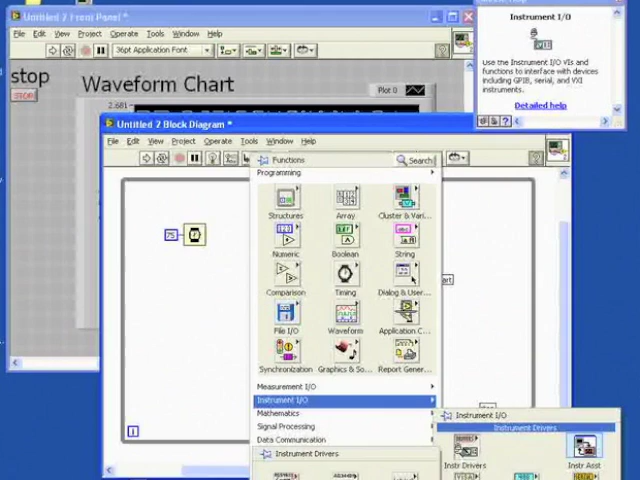 Untitled 2 Front Panel *
File Edit View Project Operate Tools Window Help
36pt Application Font
stop
STOP
Waveform Chart
Plot 0
2.681
Instrument I/O
Use the Instrument I/O VIs and
functions to interface with devices
including GPIB, serial, and VXI
instruments.
Detailed help
Untitled 2 Block Diagram *
File Edit View Project Operate Tools Window Help
Functions
Search
Programming
Structures Array Cluster & Vari...
75
Numeric Boolean String
Comparison Timing Dialog & User...
File I/O Waveform Application C...
Synchronization Graphics & So... Report Gener...
Measurement I/O
Instrument I/O
Mathematics
Signal Processing
Data Communication
Instrument Drivers
i
Instrument I/O
Instrument Drivers
Instr Drivers Instr Asst